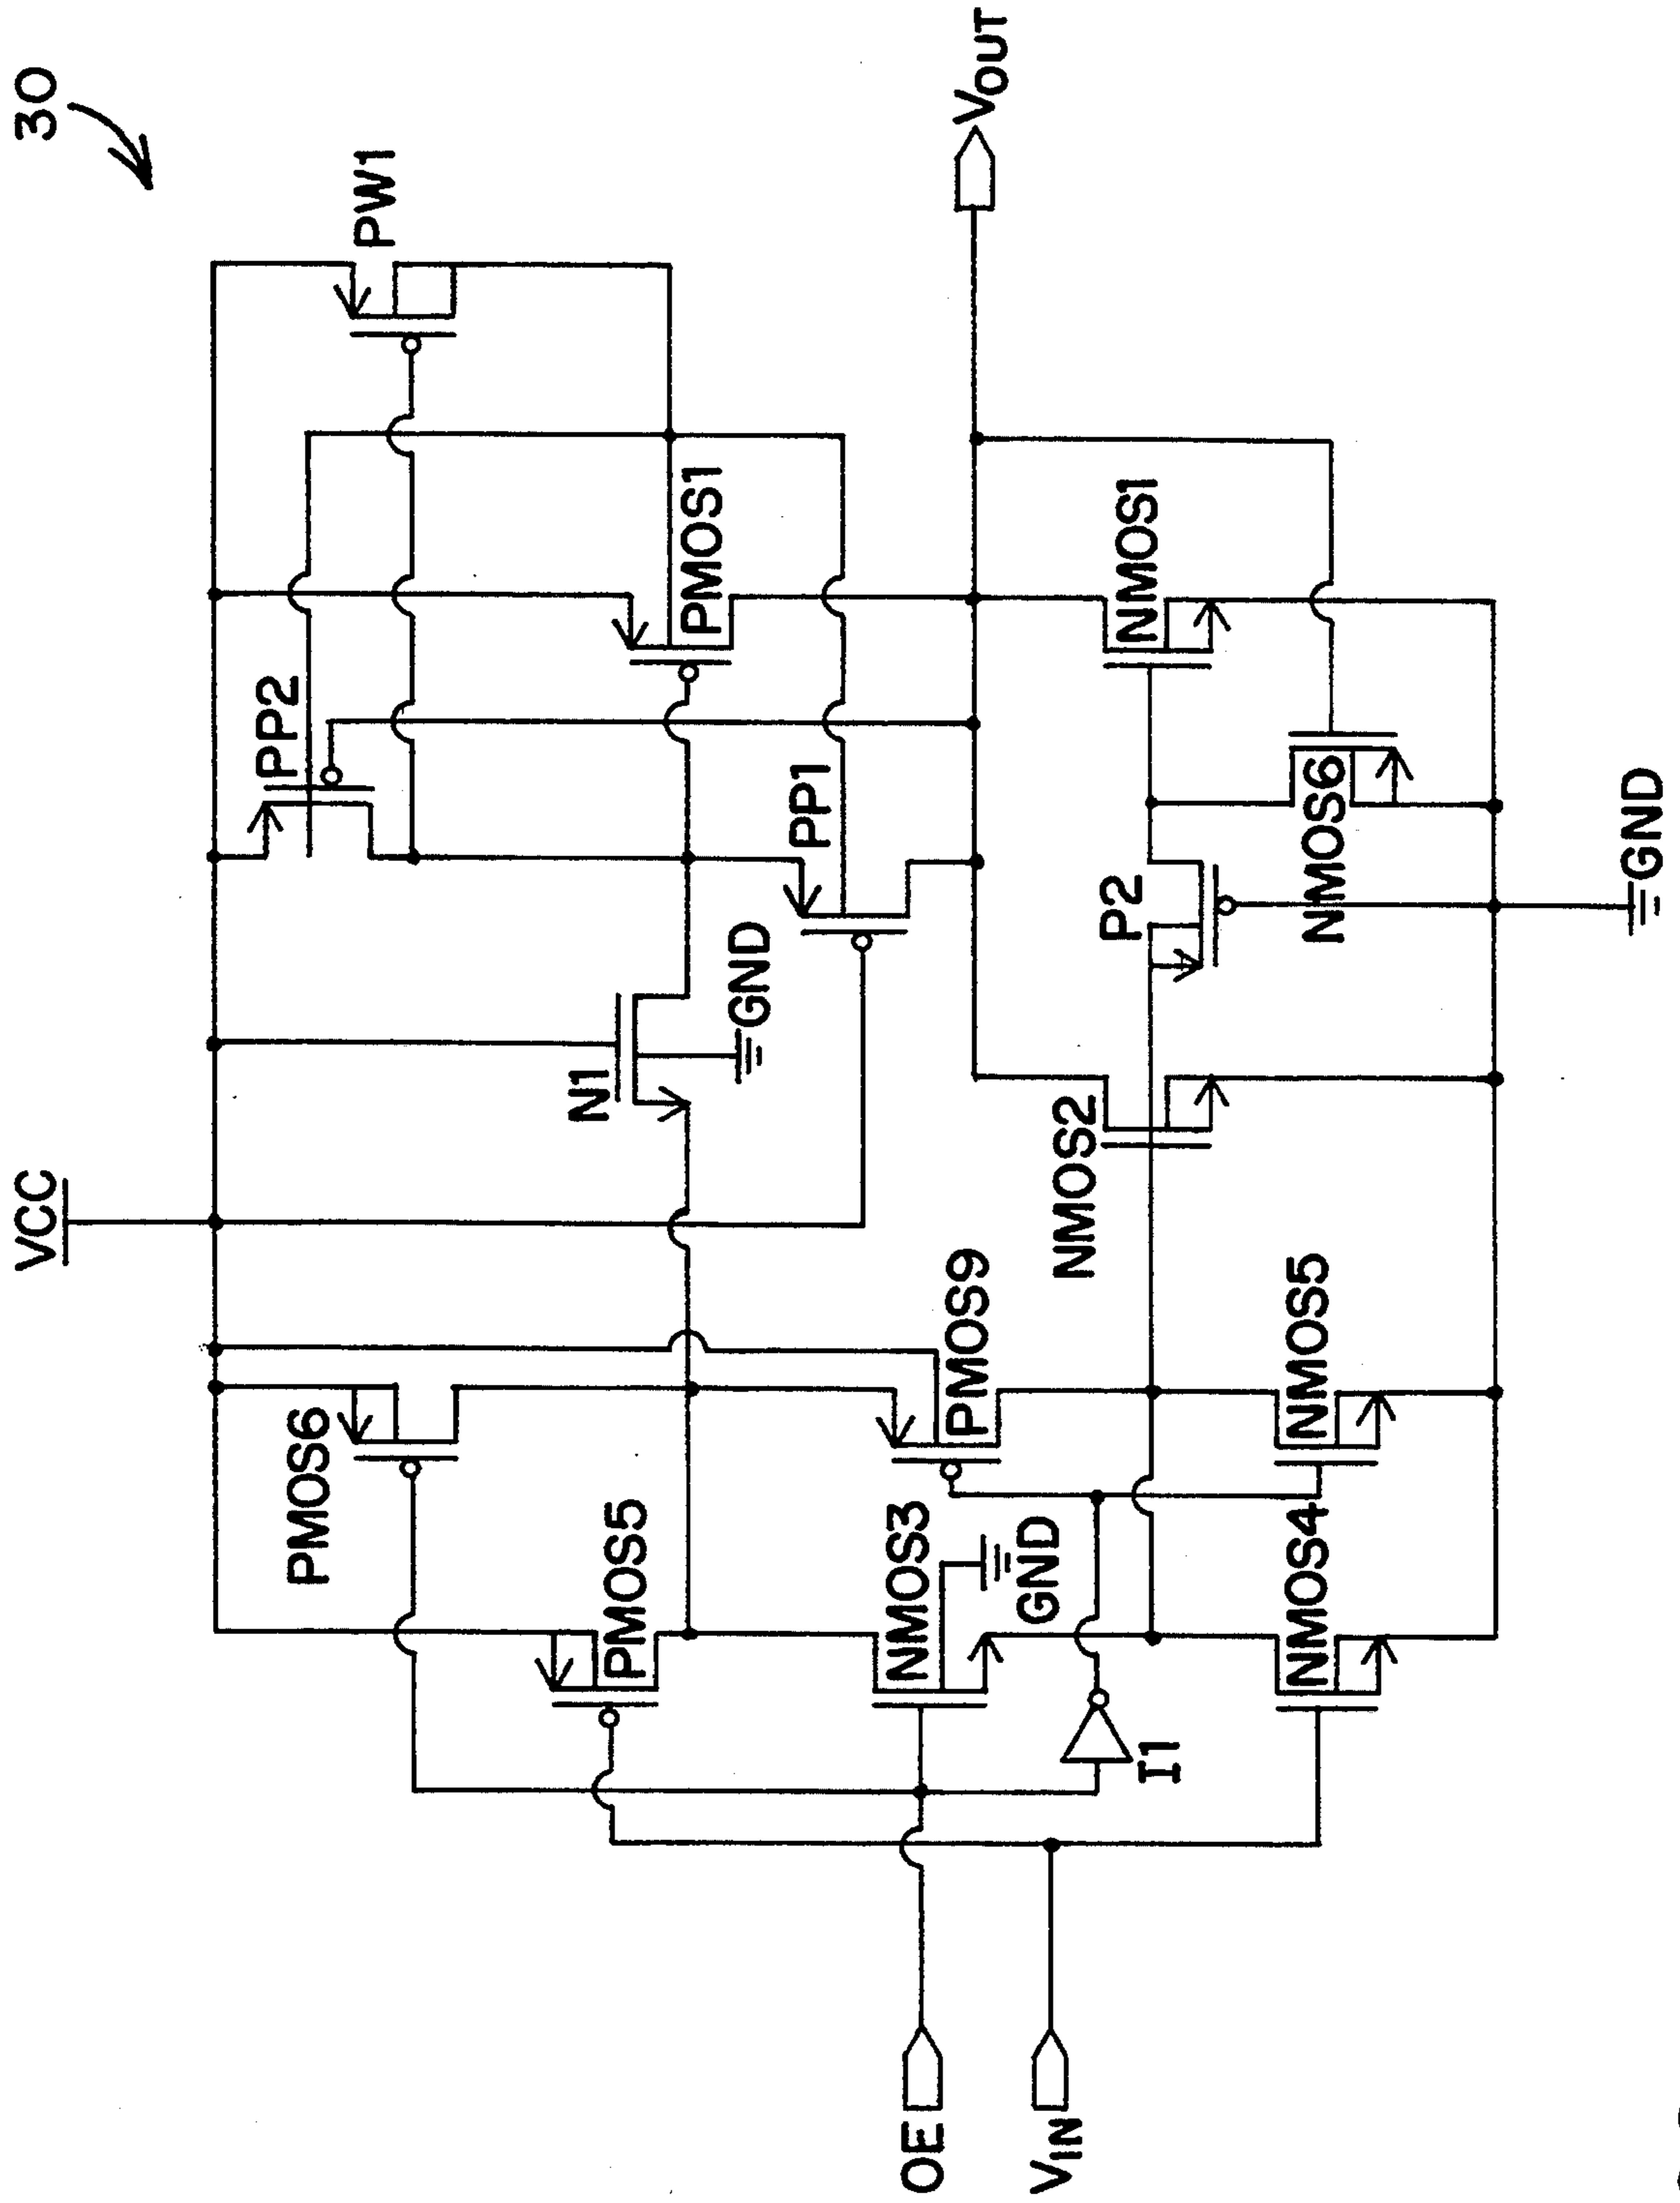 30
VCC
PW1
PP2
PMOS1
PP1
N1
GND
PMOS6
PMOS5
PMOS9
NMOS3
GND
I1
NMOS2
P2
NMOS1
NMOS6
NMOS5
NMOS4
OE
VIN
VOUT
GND